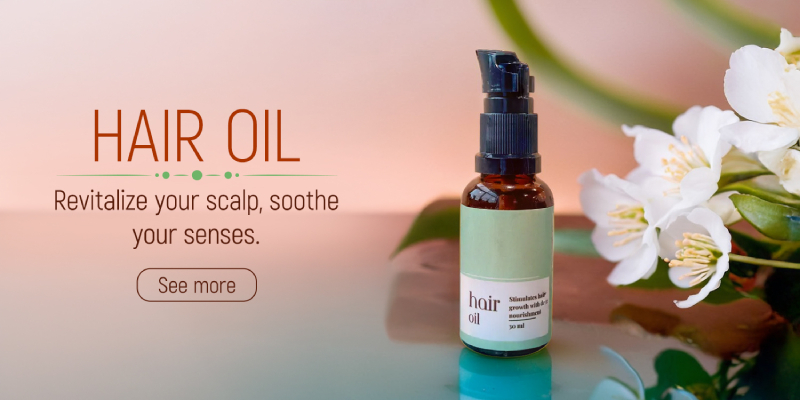 HAIR OIL
Revitalize your scalp, soothe
your senses.
See more
hair
oil
Stimulates hair
growth with deep
nourishment
30 ml